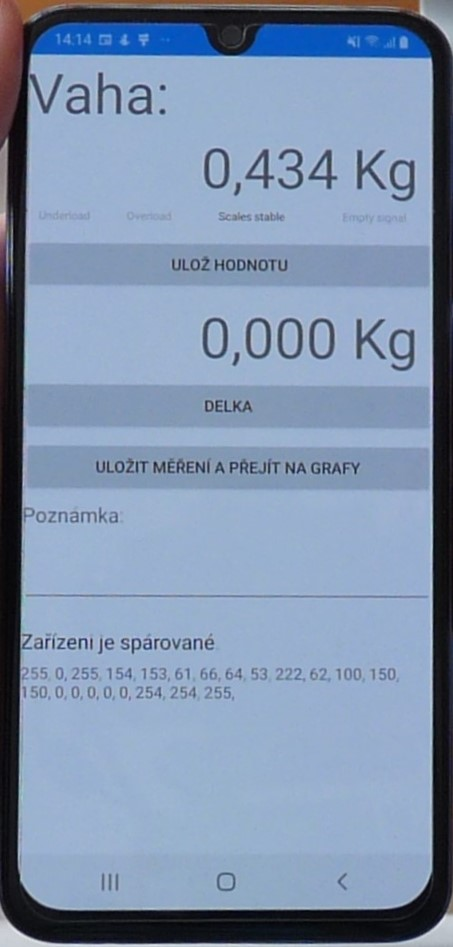 14:14
Vaha:
0,434 Kg
Underload Overload Scales stable Empty signal
ULOŽ HODNOTU
0,000 Kg
DELKA
ULOŽIT MĚŘENÍ A PŘEJÍT NA GRAFY
Poznámka:
Zařízeni je spárované
255, 0, 255, 154, 153, 61, 66, 64, 53, 222, 62, 100, 150,
150, 0, 0, 0, 0, 0, 254, 254, 255,